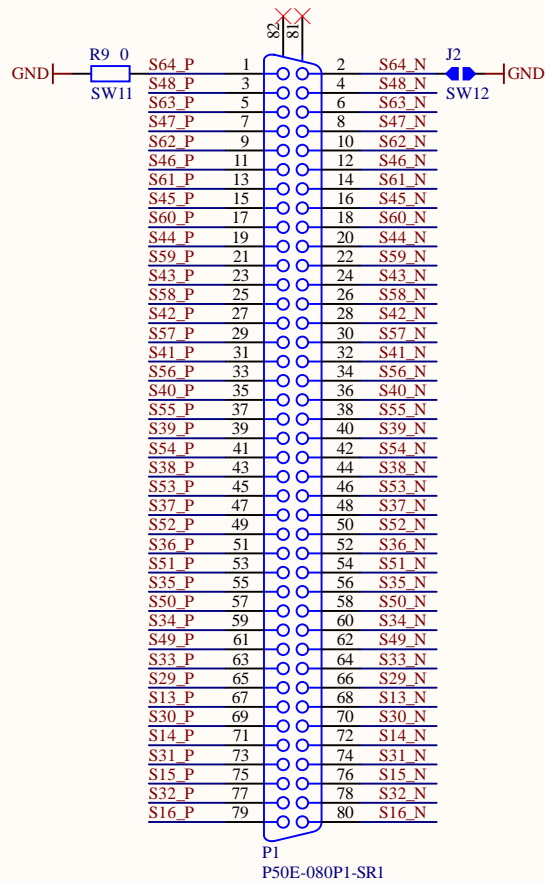 82 81
R9 0 J2
GND S64_P 1 2 S64_N GND
SW11 S48_P 3 4 S48_N SW12
S63_P 5 6 S63_N
S47_P 7 8 S47_N
S62_P 9 10 S62_N
S46_P 11 12 S46_N
S61_P 13 14 S61_N
S45_P 15 16 S45_N
S60_P 17 18 S60_N
S44_P 19 20 S44_N
S59_P 21 22 S59_N
S43_P 23 24 S43_N
S58_P 25 26 S58_N
S42_P 27 28 S42_N
S57_P 29 30 S57_N
S41_P 31 32 S41_N
S56_P 33 34 S56_N
S40_P 35 36 S40_N
S55_P 37 38 S55_N
S39_P 39 40 S39_N
S54_P 41 42 S54_N
S38_P 43 44 S38_N
S53_P 45 46 S53_N
S37_P 47 48 S37_N
S52_P 49 50 S52_N
S36_P 51 52 S36_N
S51_P 53 54 S51_N
S35_P 55 56 S35_N
S50_P 57 58 S50_N
S34_P 59 60 S34_N
S49_P 61 62 S49_N
S33_P 63 64 S33_N
S29_P 65 66 S29_N
S13_P 67 68 S13_N
S30_P 69 70 S30_N
S14_P 71 72 S14_N
S31_P 73 74 S31_N
S15_P 75 76 S15_N
S32_P 77 78 S32_N
S16_P 79 80 S16_N
P1
P50E-080P1-SR1